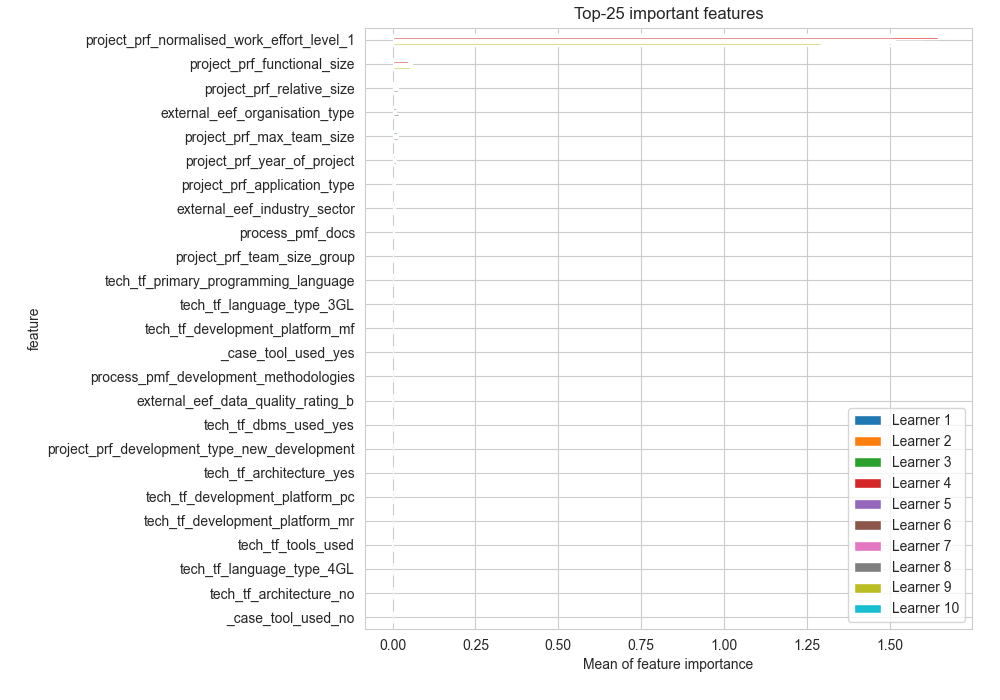 Top-25 important features
project_prf_normalised_work_effort_level_1
project_prf_functional_size
project_prf_relative_size
external_eef_organisation_type
project_prf_max_team_size
project_prf_year_of_project
project_prf_application_type
external_eef_industry_sector
process_pmf_docs
project_prf_team_size_group
tech_tf_primary_programming_language
tech_tf_language_type_3GL
tech_tf_development_platform_mf
_case_tool_used_yes
process_pmf_development_methodologies
external_eef_data_quality_rating_b
tech_tf_dbms_used_yes
project_prf_development_type_new_development
tech_tf_architecture_yes
tech_tf_development_platform_pc
tech_tf_development_platform_mr
tech_tf_tools_used
tech_tf_language_type_4GL
tech_tf_architecture_no
_case_tool_used_no
feature
Learner 1
Learner 2
Learner 3
Learner 4
Learner 5
Learner 6
Learner 7
Learner 8
Learner 9
Learner 10
0.00 0.25 0.50 0.75 1.00 1.25 1.50
Mean of feature importance